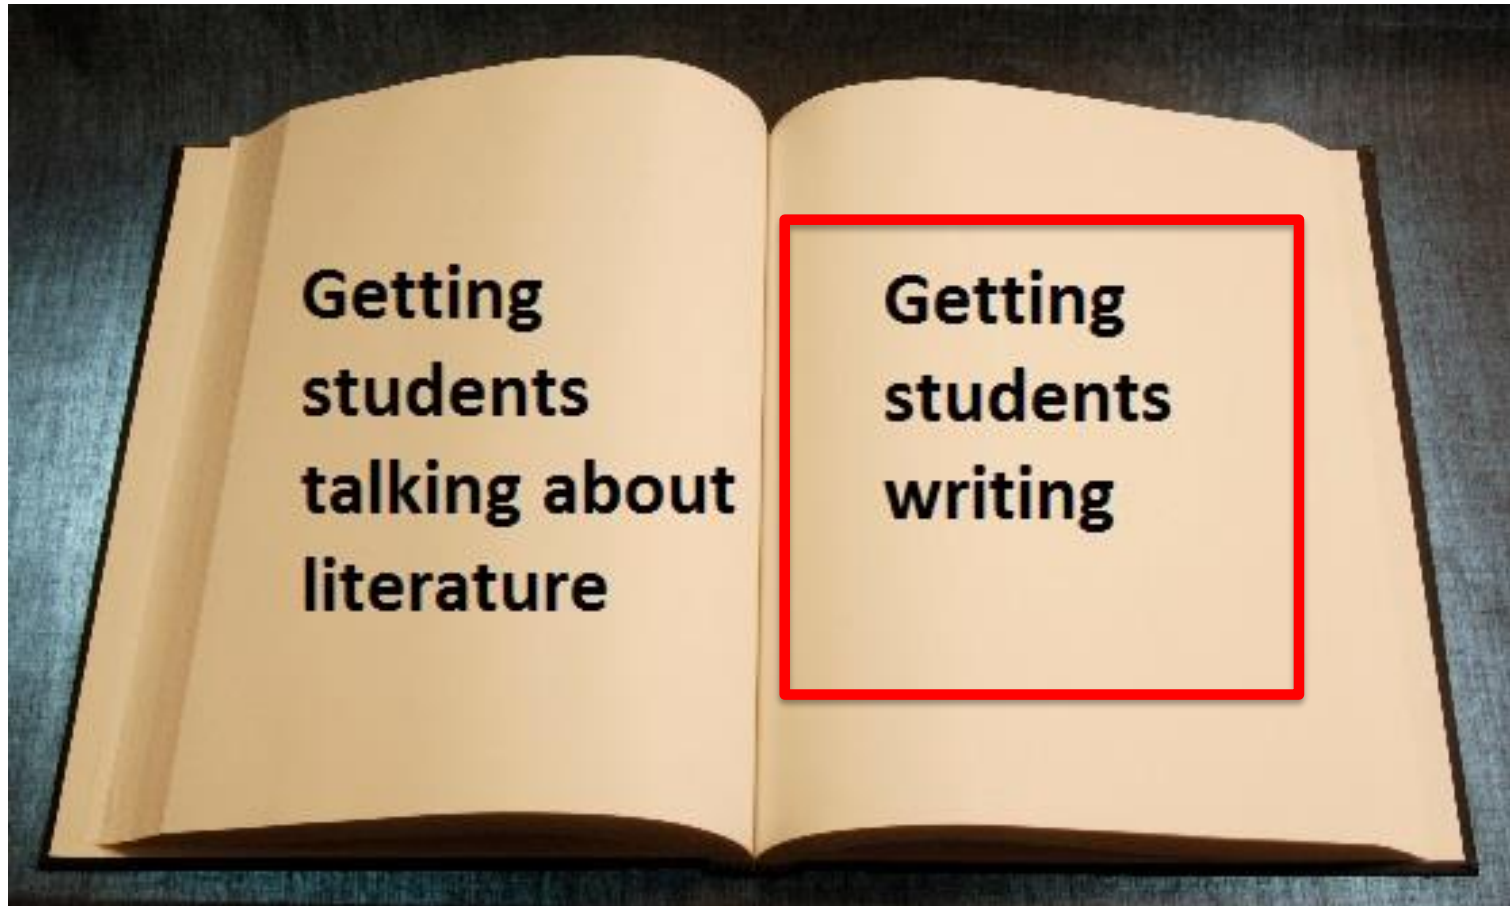 Getting
students
talking about
literature
Getting
students
writing